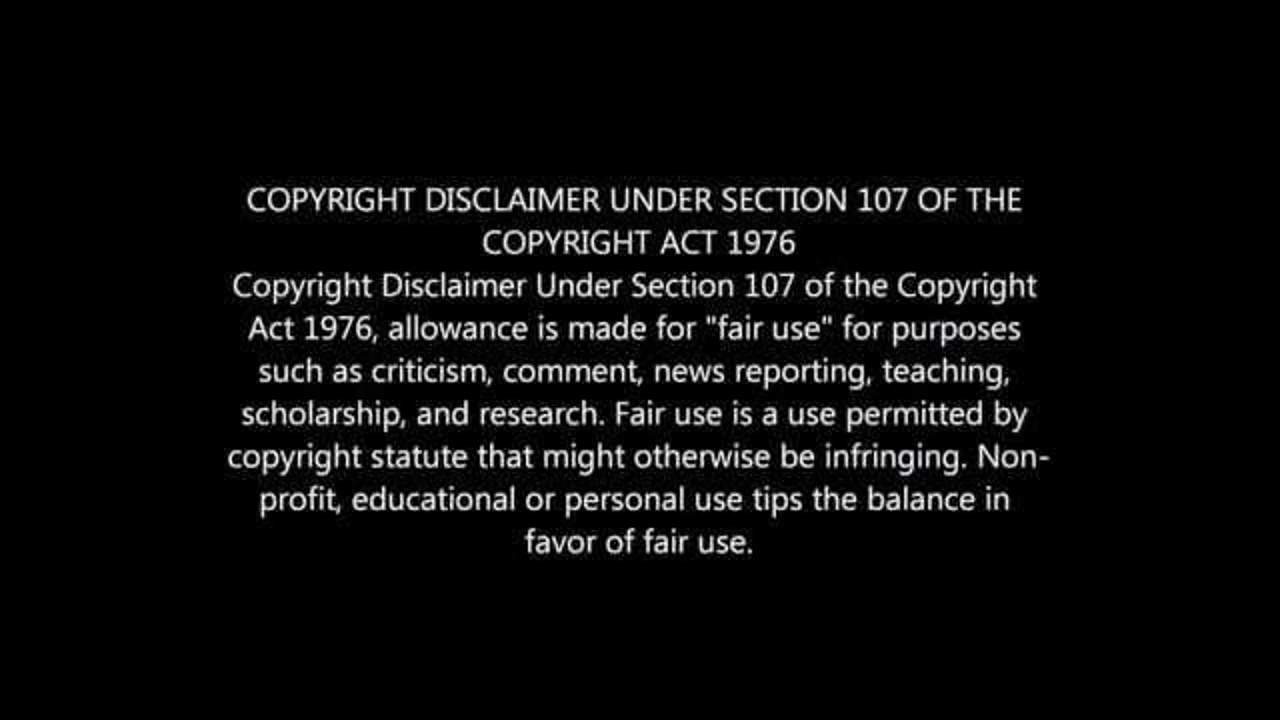 COPYRIGHT DISCLAIMER UNDER SECTION 107 OF THE
COPYRIGHT ACT 1976
Copyright Disclaimer Under Section 107 of the Copyright
Act 1976, allowance is made for "fair use" for purposes
such as criticism, comment, news reporting, teaching,
scholarship, and research. Fair use is a use permitted by
copyright statute that might otherwise be infringing. Non-
profit, educational or personal use tips the balance in
favor of fair use.